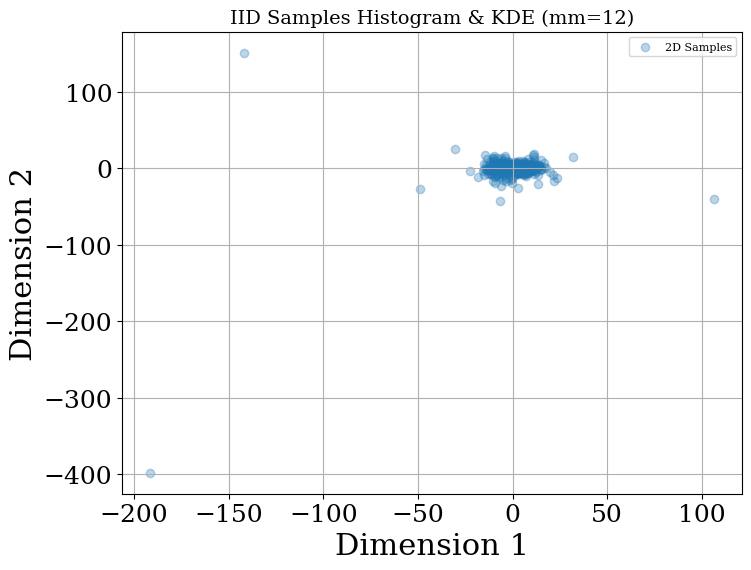 IID Samples Histogram & KDE (mm=12)
2D Samples
100
0
−100
−200
−300
−400
Dimension 2
−200 −150 −100 −50 0 50 100
Dimension 1